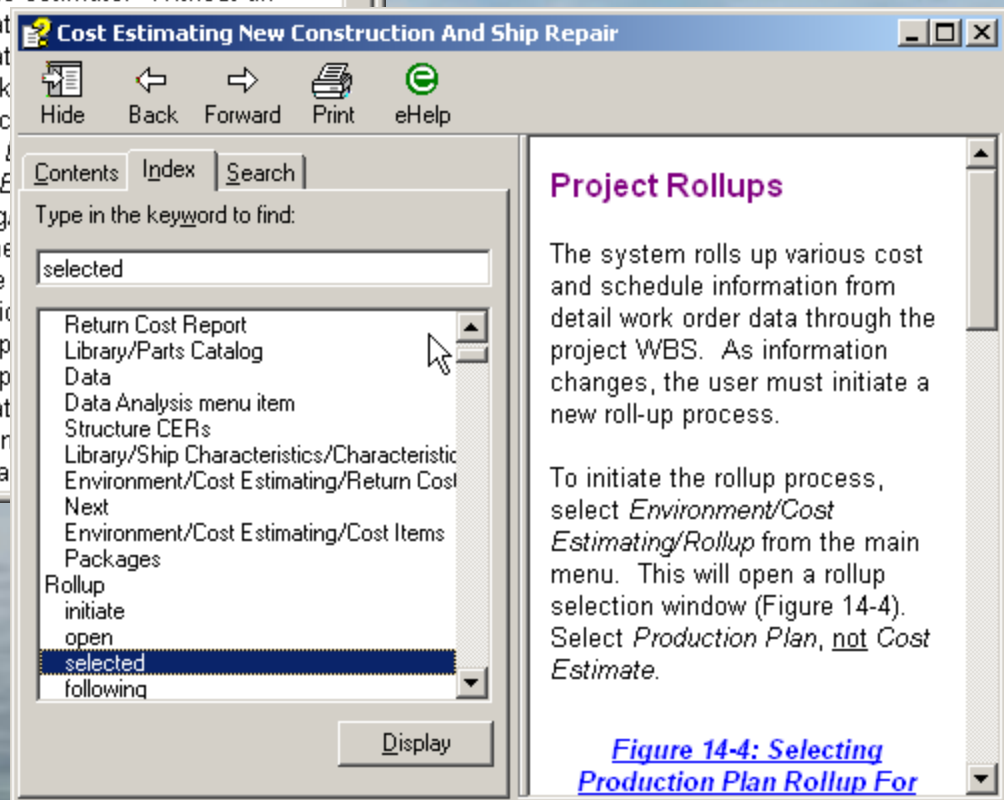 Cost Estimating New Construction And Ship Repair
Hide Back Forward Print eHelp
Contents Index Search
Type in the keyword to find:
selected
Return Cost Report
Library/Parts Catalog
Data
Data Analysis menu item
Structure CERs
Library/Ship Characteristics/Characteristic
Environment/Cost Estimating/Return Cost
Next
Environment/Cost Estimating/Cost Items
Packages
Rollup
initiate
open
selected
following
Display
Project Rollups
The system rolls up various cost
and schedule information from
detail work order data through the
project WBS. As information
changes, the user must initiate a
new roll-up process.
To initiate the rollup process,
select Environment/Cost
Estimating/Rollup from the main
menu. This will open a rollup
selection window (Figure 14-4).
Select Production Plan, not Cost
Estimate.
Figure 14-4: Selecting
Production Plan Rollup For